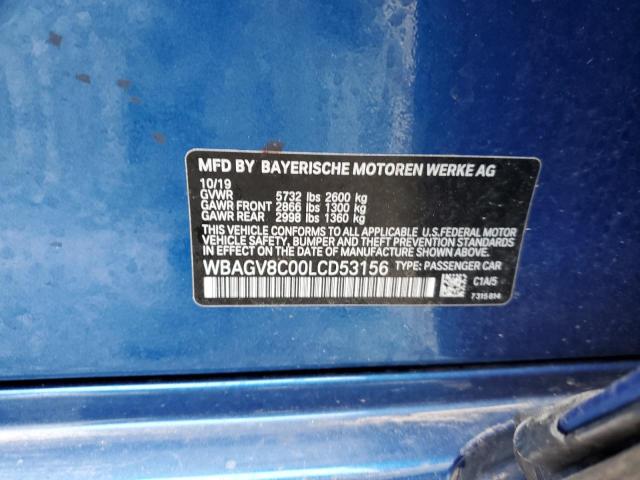 MFD BY BAYERISCHE MOTOREN WERKE AG
10/19
GVWR 5732 lbs 2600 kg
GAWR FRONT 2866 lbs 1300 kg
GAWR REAR 2998 lbs 1360 kg
THIS VEHICLE CONFORMS TO ALL APPLICABLE U.S.FEDERAL MOTOR
VEHICLE SAFETY, BUMPER AND THEFT PREVENTION STANDARDS
IN EFFECT ON THE DATE OF MANUFACTURE SHOWN ABOVE.
WBAGV8C00LCD53156 TYPE: PASSENGER CAR
C1A/5
7315814